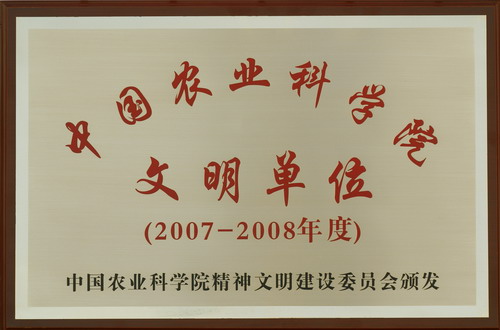 中国农业科学院
文明单位
(2007-2008年度)
中国农业科学院精神文明建设委员会颁发